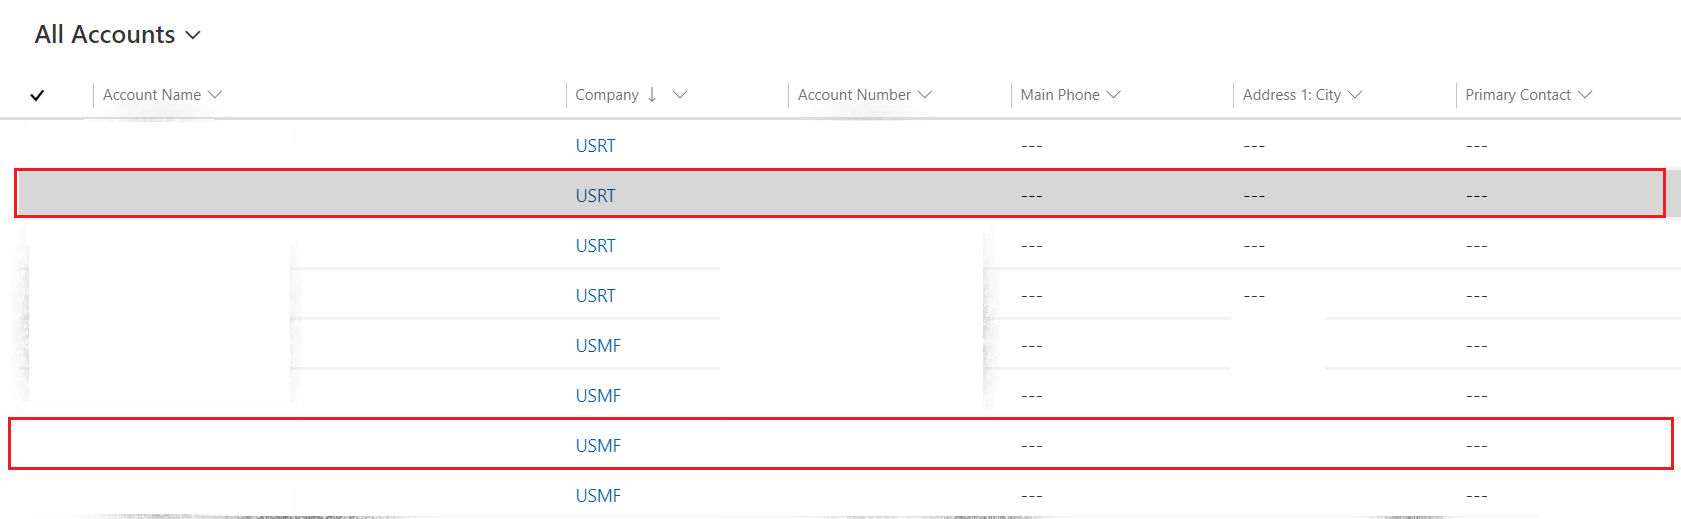 All Accounts
Account Name Company Account Number Main Phone Address 1: City Primary Contact
USRT --- --- ---
USRT --- --- ---
USRT --- --- ---
USRT --- --- ---
USMF --- ---
USMF --- ---
USMF --- ---
USMF ---